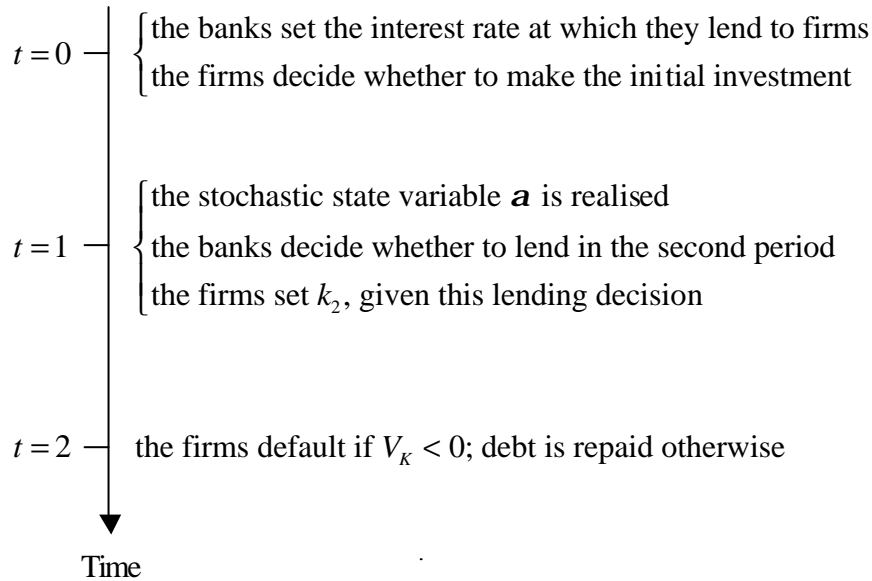 the banks set the interest rate at which they lend to firms
t = 0
the firms decide whether to make the initial investment
the stochastic state variable a is realised
t = 1
the banks decide whether to lend in the second period
the firms set k₂, given this lending decision
t = 2
the firms default if V_K < 0; debt is repaid otherwise
Time